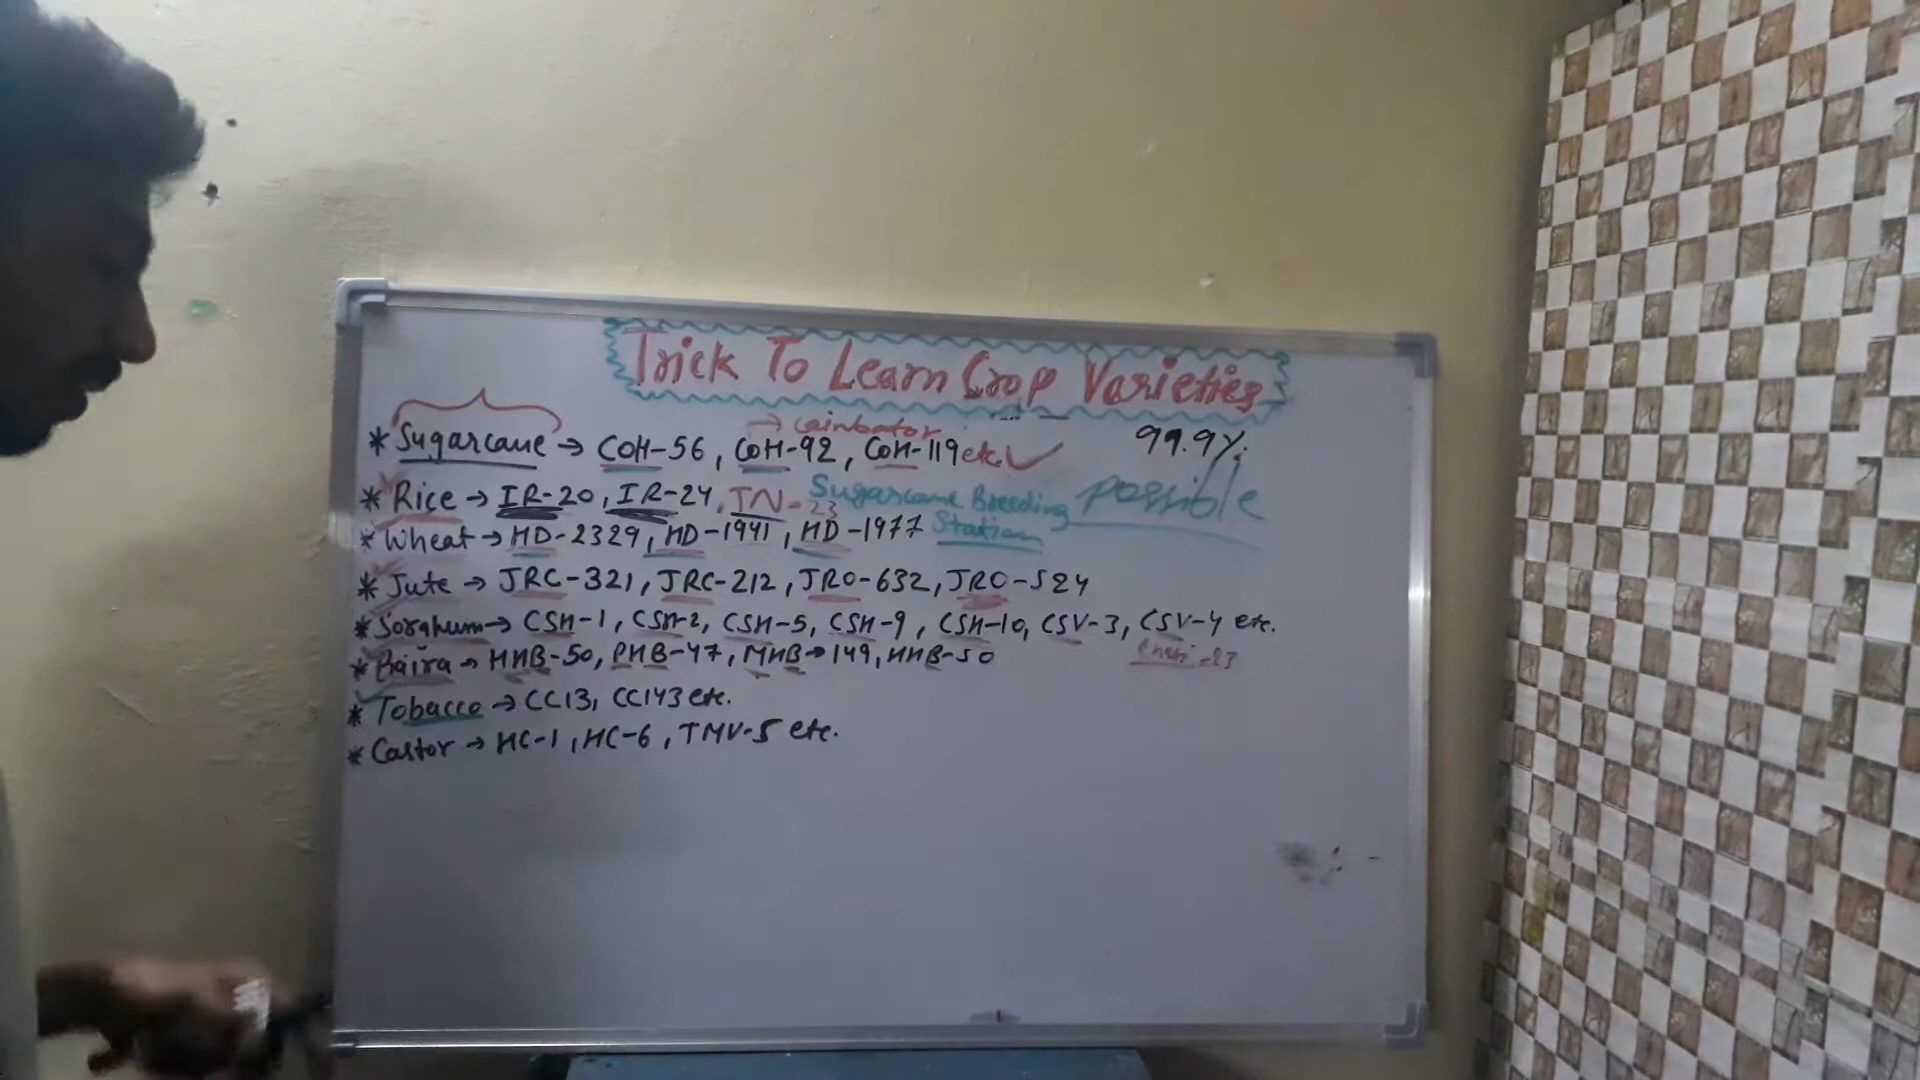 Trick To Learn Crop Varieties
→ Coinbator
* Sugarcane → COH-56, COH-92, COH-119 etc. ✓
99.9%
* Rice → IR-20, IR-24, TN-23
Sugarcane Breeding Station
possible
* Wheat → HD-2329, HD-1941, HD-1977
* Jute → JRC-321, JRC-212, JRO-632, JRO-524
* Sorghum → CSH-1, CSH-2, CSH-5, CSH-9, CSH-10, CSV-3, CSV-4 etc.
* Bajra → HHB-50, PHB-47, MHB→149, HHB-50
* Tobacco → CC13, CC143 etc.
* Castor → HC-1, HC-6, TMV-5 etc.